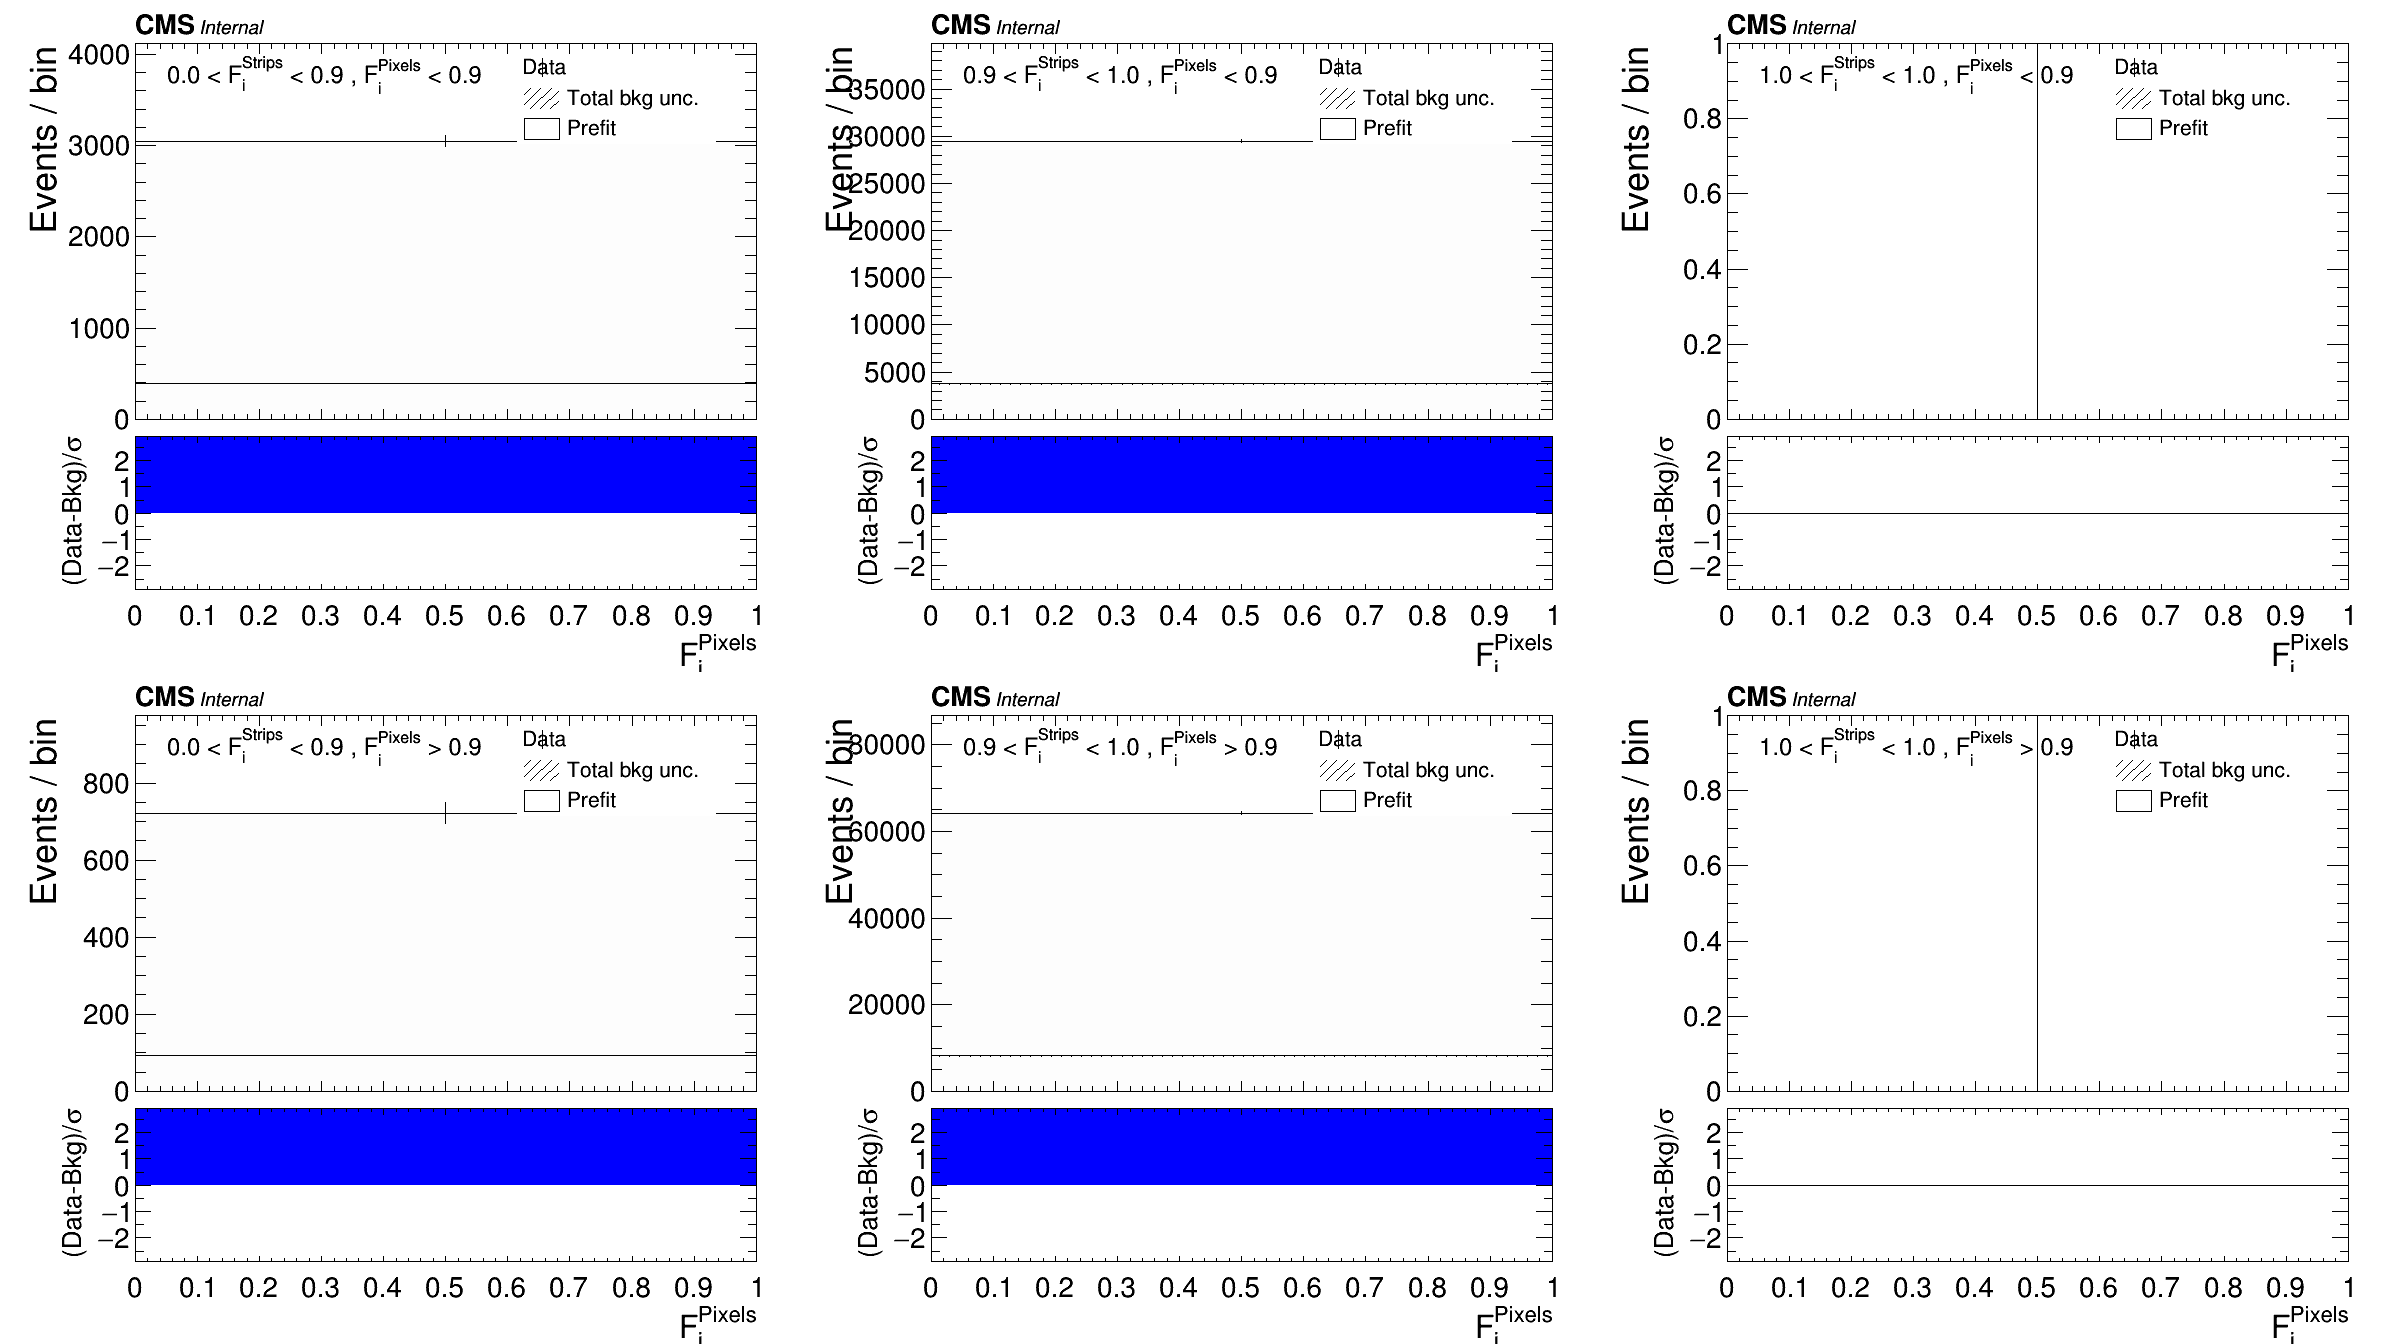 CMS Internal
Events / bin
4000
3000
2000
1000
0
0.0 < F_i^Strips < 0.9 , F_i^Pixels < 0.9
Data
Total bkg unc.
Prefit
(Data-Bkg)/σ
2
1
0
−1
−2
0 0.1 0.2 0.3 0.4 0.5 0.6 0.7 0.8 0.9 1
F_i^Pixels
CMS Internal
Events / bin
35000
30000
25000
20000
15000
10000
5000
0
0.9 < F_i^Strips < 1.0 , F_i^Pixels < 0.9
Data
Total bkg unc.
Prefit
(Data-Bkg)/σ
2
1
0
−1
−2
0 0.1 0.2 0.3 0.4 0.5 0.6 0.7 0.8 0.9 1
F_i^Pixels
CMS Internal
Events / bin
1
0.8
0.6
0.4
0.2
0
1.0 < F_i^Strips < 1.0 , F_i^Pixels < 0.9
Data
Total bkg unc.
Prefit
(Data-Bkg)/σ
2
1
0
−1
−2
0 0.1 0.2 0.3 0.4 0.5 0.6 0.7 0.8 0.9 1
F_i^Pixels
CMS Internal
Events / bin
800
600
400
200
0
0.0 < F_i^Strips < 0.9 , F_i^Pixels > 0.9
Data
Total bkg unc.
Prefit
(Data-Bkg)/σ
2
1
0
−1
−2
0 0.1 0.2 0.3 0.4 0.5 0.6 0.7 0.8 0.9 1
F_i^Pixels
CMS Internal
Events / bin
80000
60000
40000
20000
0
0.9 < F_i^Strips < 1.0 , F_i^Pixels > 0.9
Data
Total bkg unc.
Prefit
(Data-Bkg)/σ
2
1
0
−1
−2
0 0.1 0.2 0.3 0.4 0.5 0.6 0.7 0.8 0.9 1
F_i^Pixels
CMS Internal
Events / bin
1
0.8
0.6
0.4
0.2
0
1.0 < F_i^Strips < 1.0 , F_i^Pixels > 0.9
Data
Total bkg unc.
Prefit
(Data-Bkg)/σ
2
1
0
−1
−2
0 0.1 0.2 0.3 0.4 0.5 0.6 0.7 0.8 0.9 1
F_i^Pixels